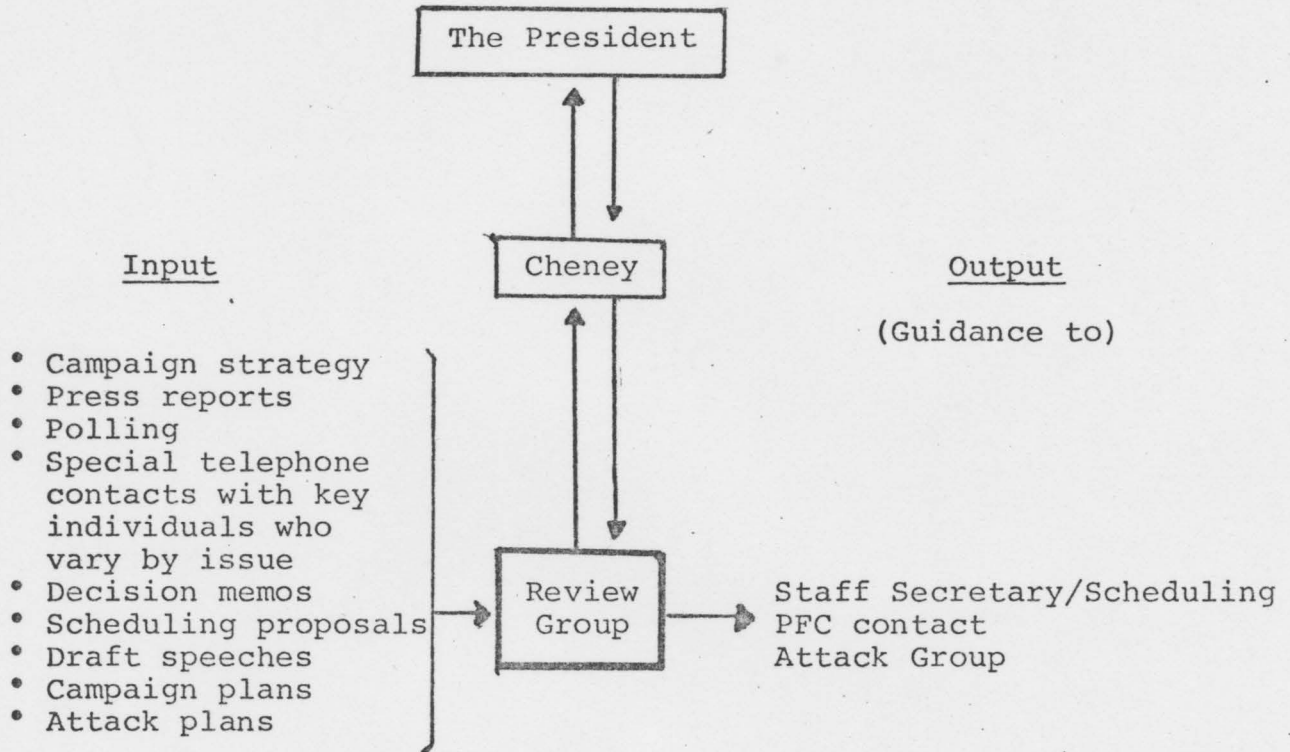 The President
Cheney
Input
Output
(Guidance to)
• Campaign strategy
• Press reports
• Polling
• Special telephone
contacts with key
individuals who
vary by issue
• Decision memos
• Scheduling proposals
• Draft speeches
• Campaign plans
• Attack plans
Review
Group
Staff Secretary/Scheduling
PFC contact
Attack Group